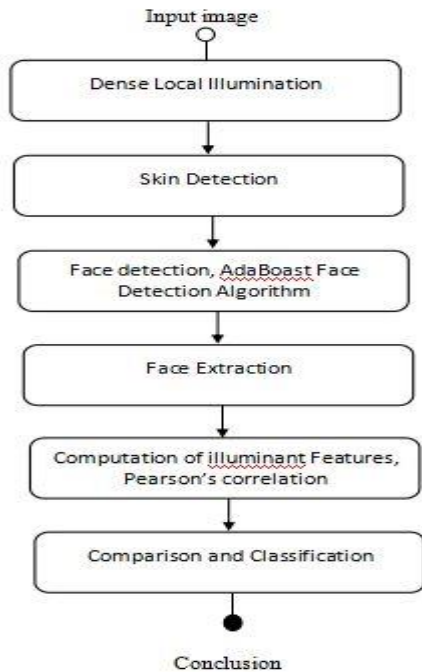 Input image
Dense Local Illumination
Skin Detection
Face detection, AdaBoast Face
Detection Algorithm
Face Extraction
Computation of illuminant Features,
Pearson's correlation
Comparison and Classification
Conclusion